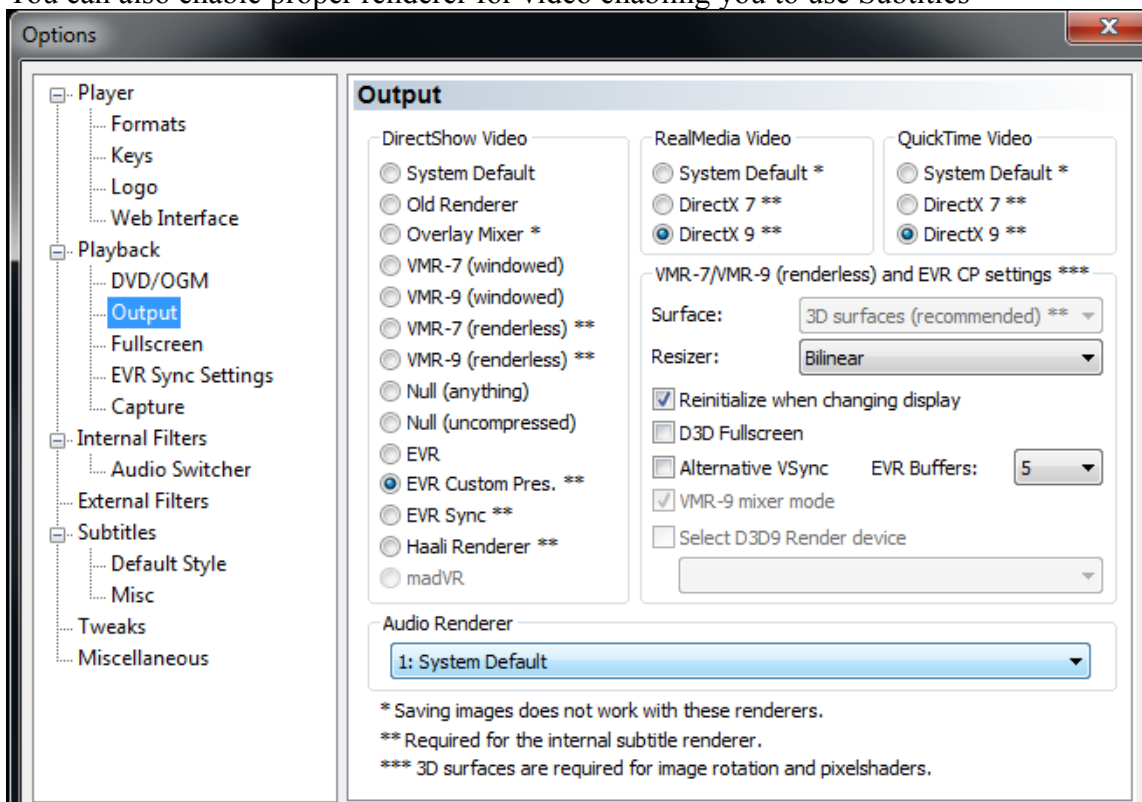 You can also enable proper renderer for video enabling you to use Subtitles
Options
Player
Formats
Keys
Logo
Web Interface
Playback
DVD/OGM
Output
Fullscreen
EVR Sync Settings
Capture
Internal Filters
Audio Switcher
External Filters
Subtitles
Default Style
Misc
Tweaks
Miscellaneous
Output
DirectShow Video
System Default
Old Renderer
Overlay Mixer *
VMR-7 (windowed)
VMR-9 (windowed)
VMR-7 (renderless) **
VMR-9 (renderless) **
Null (anything)
Null (uncompressed)
EVR
EVR Custom Pres. **
EVR Sync **
Haali Renderer **
madVR
RealMedia Video
System Default *
DirectX 7 **
DirectX 9 **
QuickTime Video
System Default *
DirectX 7 **
DirectX 9 **
VMR-7/VMR-9 (renderless) and EVR CP settings ***
Surface: 3D surfaces (recommended) **
Resizer: Bilinear
Reinitialize when changing display
D3D Fullscreen
Alternative VSync EVR Buffers: 5
VMR-9 mixer mode
Select D3D9 Render device
Audio Renderer
1: System Default
* Saving images does not work with these renderers.
** Required for the internal subtitle renderer.
*** 3D surfaces are required for image rotation and pixelshaders.